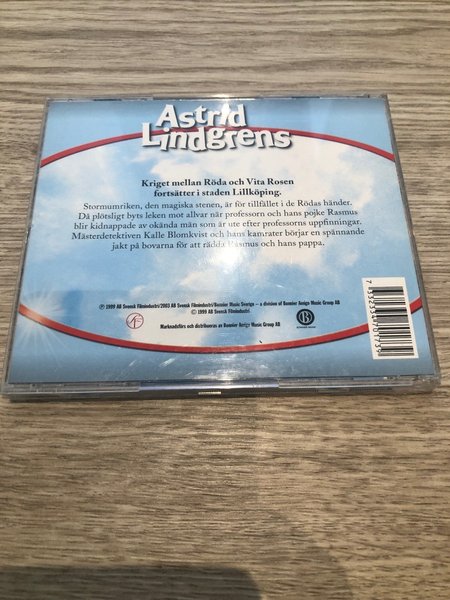 Astrid
Lindgrens
Kriget mellan Röda och Vita Rosen
fortsätter i staden Lillköping.
Stormumriken, den magiska stenen, är för tillfället i de Rödas händer.
Då plötsligt byts leken mot allvar när professorn och hans pojke Rasmus
blir kidnappade av okända män som är ute efter professorns uppfinningar.
Mästerdetektiven Kalle Blomkvist och hans kamrater börjar en spännande
jakt på bovarna för att rädda Rasmus och hans pappa.
℗ 1999 AB Svensk Filmindustri/2003 AB Svensk Filmindustri/Bonnier Music Sverige – a division of Bonnier Amigo Music Group AB
© 1999 AB Svensk Filmindustri
SF
Marknadsförs och distribueras av Bonnier Amigo Music Group AB
B